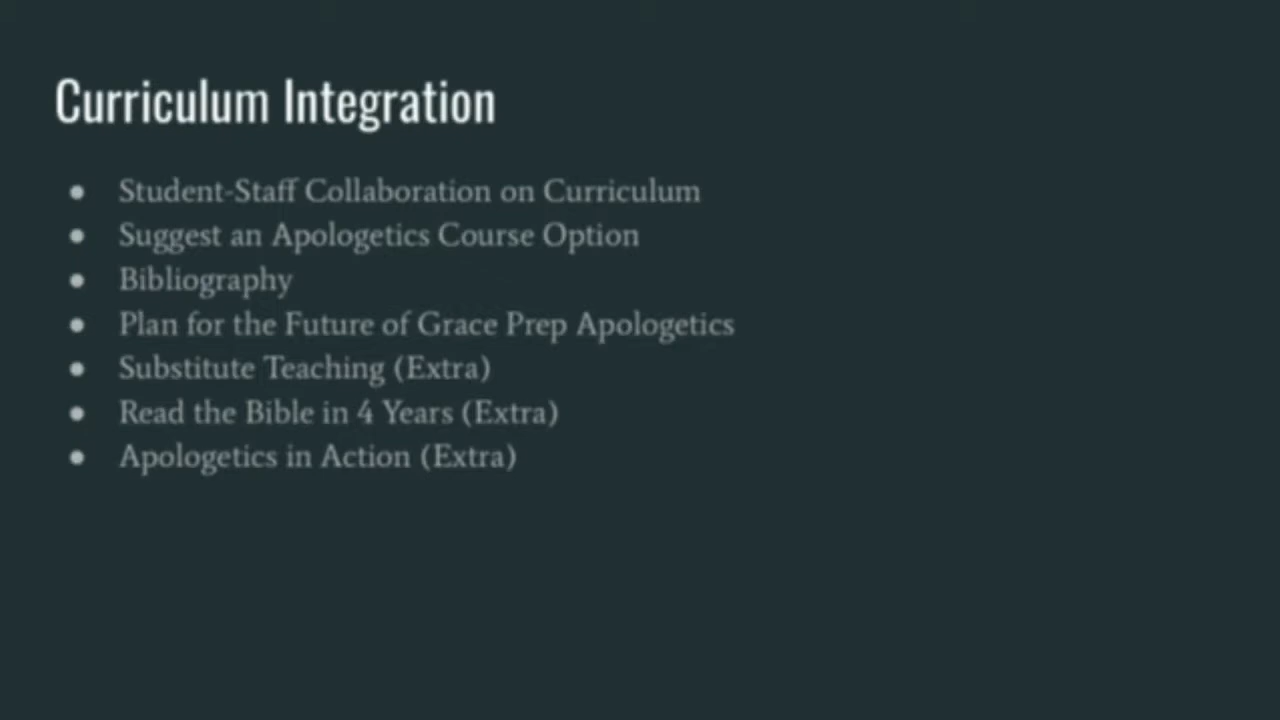 Curriculum Integration
● Student-Staff Collaboration on Curriculum
● Suggest an Apologetics Course Option
● Bibliography
● Plan for the Future of Grace Prep Apologetics
● Substitute Teaching (Extra)
● Read the Bible in 4 Years (Extra)
● Apologetics in Action (Extra)